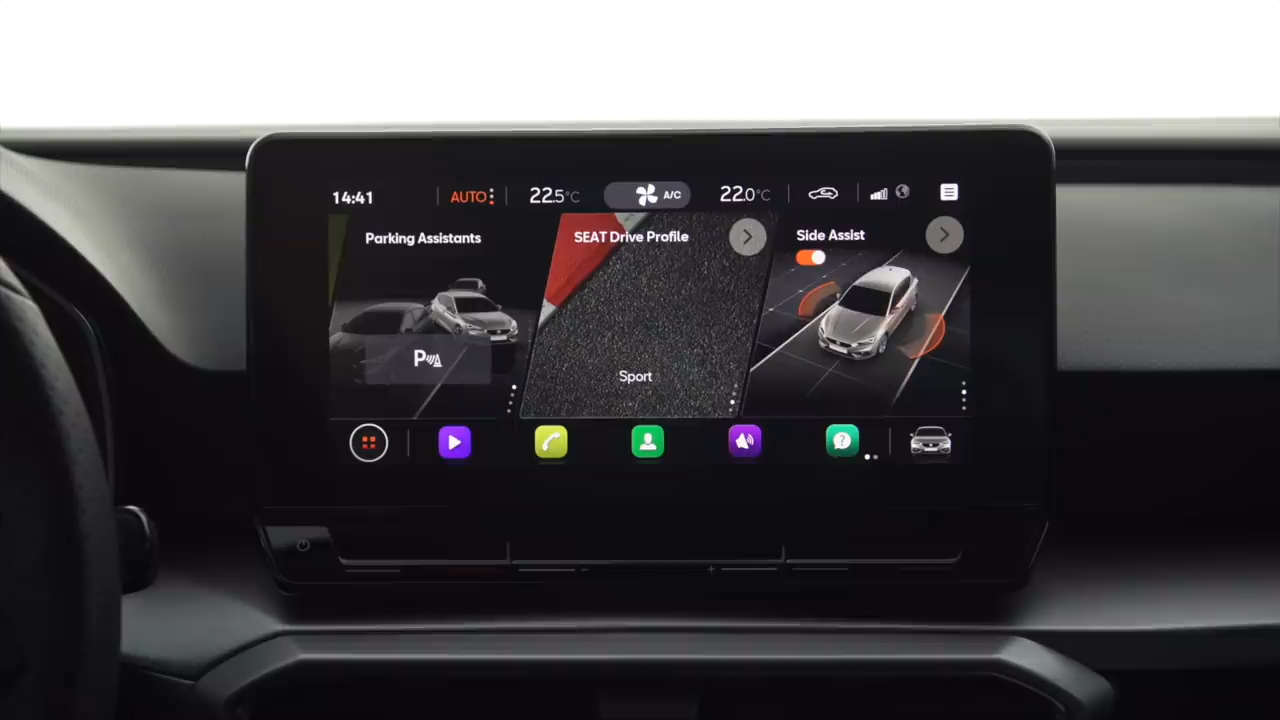 14:41
AUTO
22.5°C
A/C
22.0°C
Parking Assistants
SEAT Drive Profile
Side Assist
P
Sport
?
- +